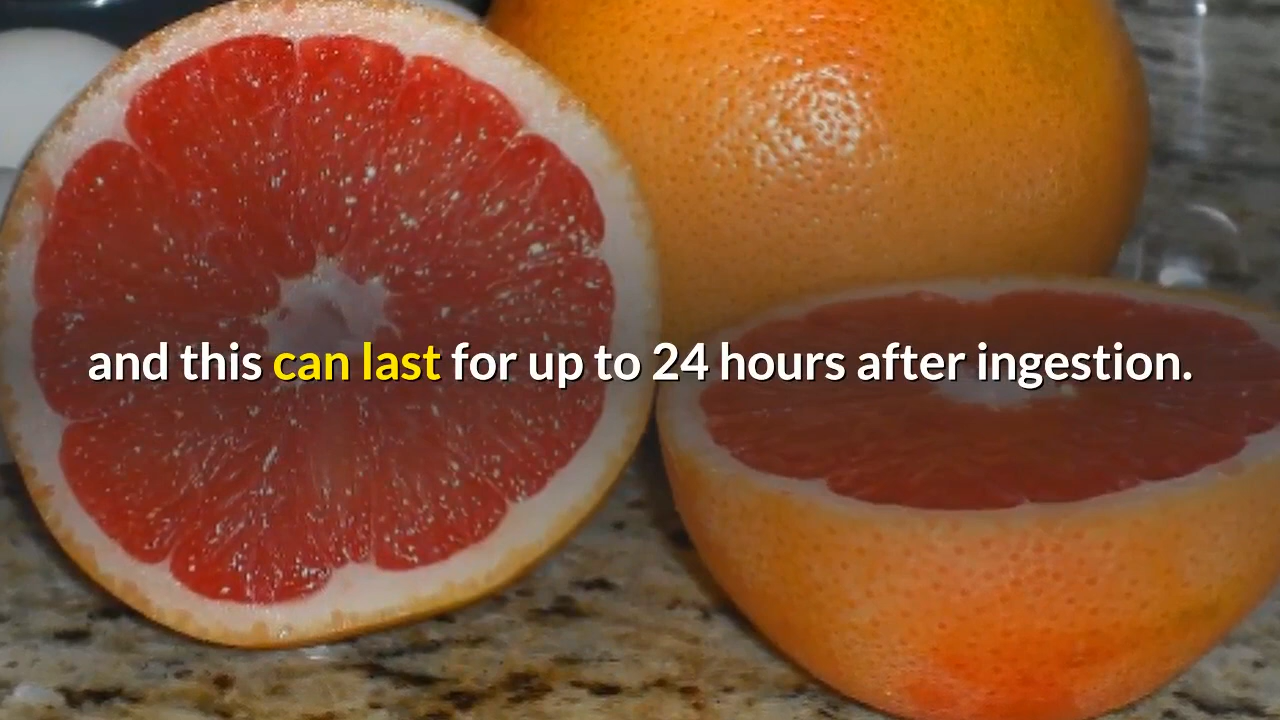 and this can last for up to 24 hours after ingestion.